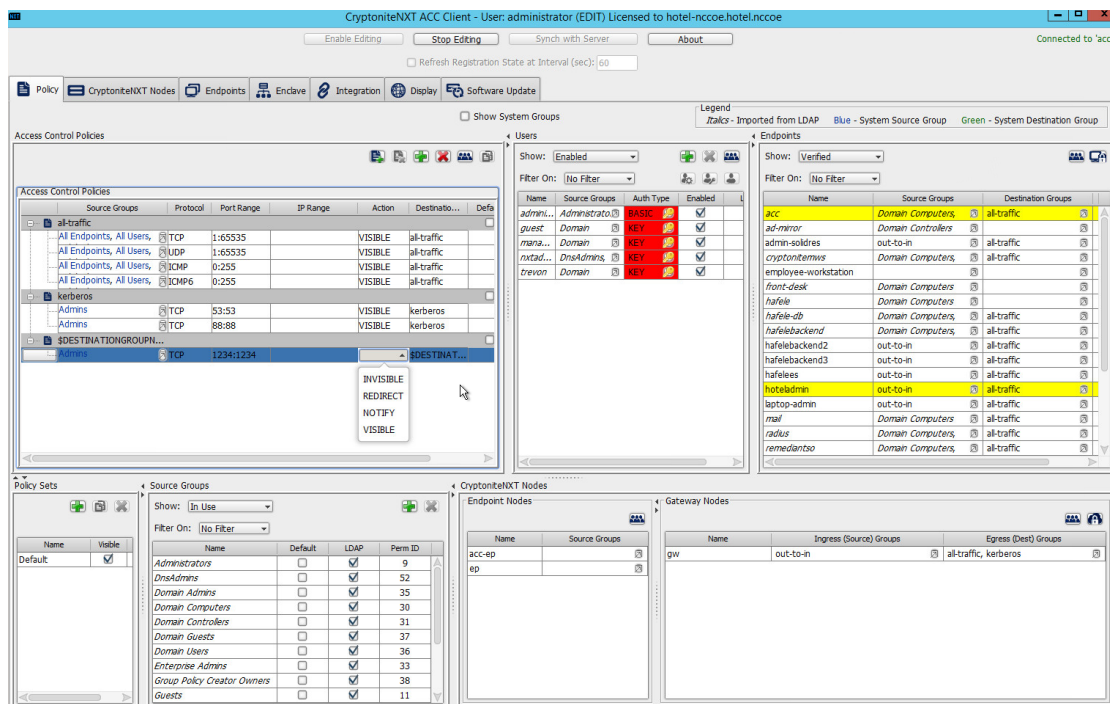 CryptoniteNXT ACC Client - User: administrator (EDIT) Licensed to hotel-nccoe.hotel.nccoe
Enable Editing Stop Editing Synch with Server About Connected to 'acc
Refresh Registration State at Interval (sec): 60
Policy CryptoniteNXT Nodes Endpoints Enclave Integration Display Software Update
Show System Groups
Legend
Italics - Imported from LDAP Blue - System Source Group Green - System Destination Group
Access Control Policies
Access Control Policies
Source Groups Protocol Port Range IP Range Action Destinatio... Defa
all-traffic
All Endpoints, All Users, TCP 1:65535 VISIBLE all-traffic
All Endpoints, All Users, UDP 1:65535 VISIBLE all-traffic
All Endpoints, All Users, ICMP 0:255 VISIBLE all-traffic
All Endpoints, All Users, ICMP6 0:255 VISIBLE all-traffic
kerberos
Admins TCP 53:53 VISIBLE kerberos
Admins TCP 88:88 VISIBLE kerberos
$DESTINATIONGROUPN...
Admins TCP 1234:1234 $DESTINAT...
INVISIBLE
REDIRECT
NOTIFY
VISIBLE
Users
Show: Enabled
Filter On: No Filter
Name Source Groups Auth Type Enabled L
admini... Administrato. BASIC
guest Domain KEY
mana... Domain KEY
nxtad... DnsAdmins, KEY
trevon Domain KEY
Endpoints
Show: Verified
Filter On: No Filter
Name Source Groups Destination Groups
acc Domain Computers, all-traffic
ad-mirror Domain Controllers
admin-solidres out-to-in all-traffic
cryptonitemws Domain Computers, all-traffic
employee-workstation
front-desk Domain Computers
hafele Domain Computers
hafele-db Domain Computers, all-traffic
hafelebackend Domain Computers, all-traffic
hafelebackend2 out-to-in all-traffic
hafelebackend3 out-to-in all-traffic
hafelees out-to-in all-traffic
hoteladmin out-to-in all-traffic
laptop-admin out-to-in all-traffic
mail Domain Computers all-traffic
radius Domain Computers, all-traffic
remediantso Domain Computers, all-traffic
Policy Sets
Name Visible
Default
Source Groups
Show: In Use
Filter On: No Filter
Name Default LDAP Perm ID
Administrators 9
DnsAdmins 52
Domain Admins 35
Domain Computers 30
Domain Controllers 31
Domain Guests 37
Domain Users 36
Enterprise Admins 33
Group Policy Creator Owners 38
Guests 11
CryptoniteNXT Nodes
Endpoint Nodes
Name Source Groups
acc-ep
ep
Gateway Nodes
Name Ingress (Source) Groups Egress (Dest) Groups
gw out-to-in all-traffic, kerberos